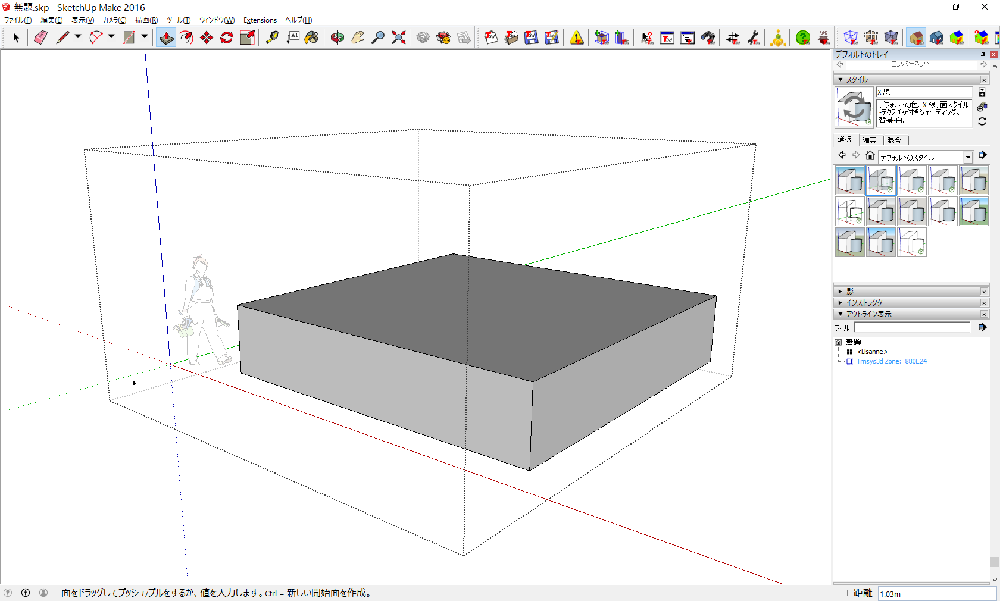 無題.skp - SketchUp Make 2016
ファイル(F) 編集(E) 表示(V) カメラ(C) 描画(R) ツール(T) ウィンドウ(W) Extensions ヘルプ(H)
A1
T3d
FAQ
デフォルトのトレイ
コンポーネント
スタイル
X 線
デフォルトの色、X 線、面スタイル
-テクスチャ付きシェーディング。
背景-白。
選択 編集 混合
デフォルトのスタイル
影
インストラクタ
アウトライン表示
フィル
無題
<Lisanne>
Trnsys3d Zone: 880E24
面をドラッグしてプッシュ/プルをするか、値を入力します。Ctrl = 新しい開始面を作成。
距離 1.03m